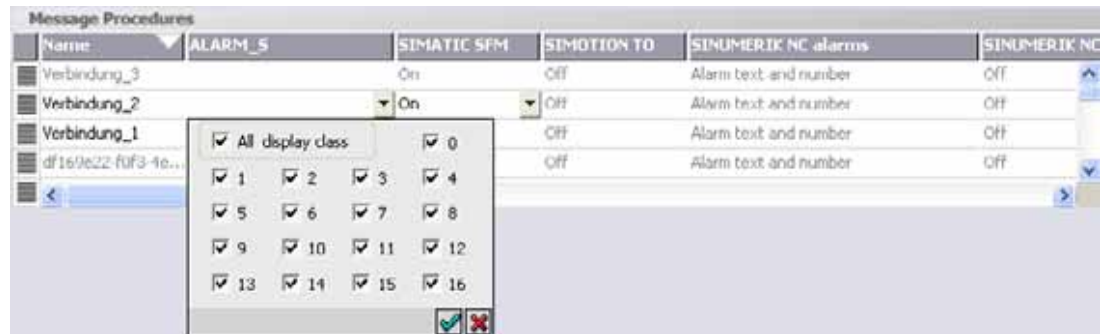 Message Procedures
Name ALARM_S SIMATIC SFM SIMOTION TO SINUMERIK NC alarms SINUMERIK NC
Verbindung_3 On Off Alarm text and number Off
Verbindung_2 On Off Alarm text and number Off
Verbindung_1 Off Alarm text and number Off
df169e22-f0f3-4e... Off Alarm text and number Off
All display class 0
1 2 3 4
5 6 7 8
9 10 11 12
13 14 15 16